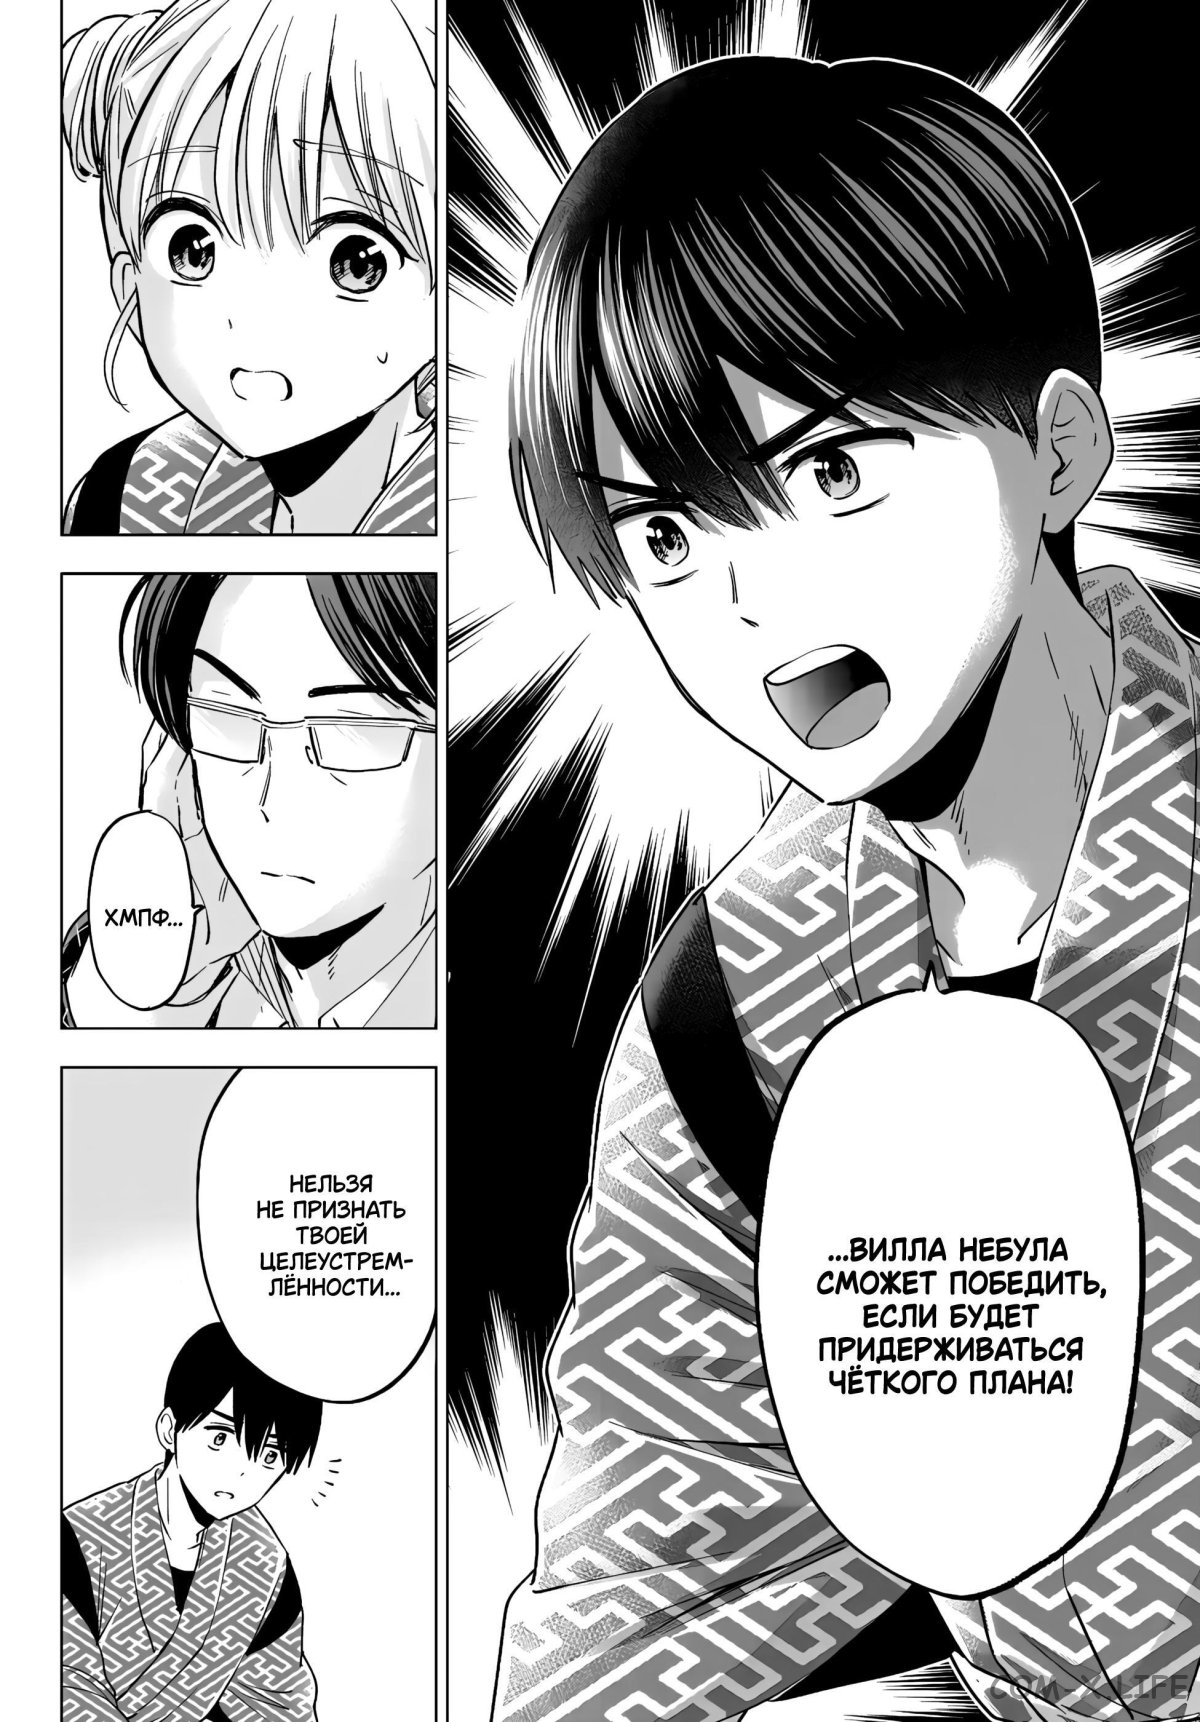 ...ВИЛЛА НЕБУЛА
СМОЖЕТ ПОБЕДИТЬ,
ЕСЛИ БУДЕТ
ПРИДЕРЖИВАТЬСЯ
ЧЁТКОГО ПЛАНА!
ХМПФ...
НЕЛЬЗЯ
НЕ ПРИЗНАТЬ
ТВОЕЙ
ЦЕЛЕУСТРЕМ-
ЛЁННОСТИ...
COM-X.LIFE